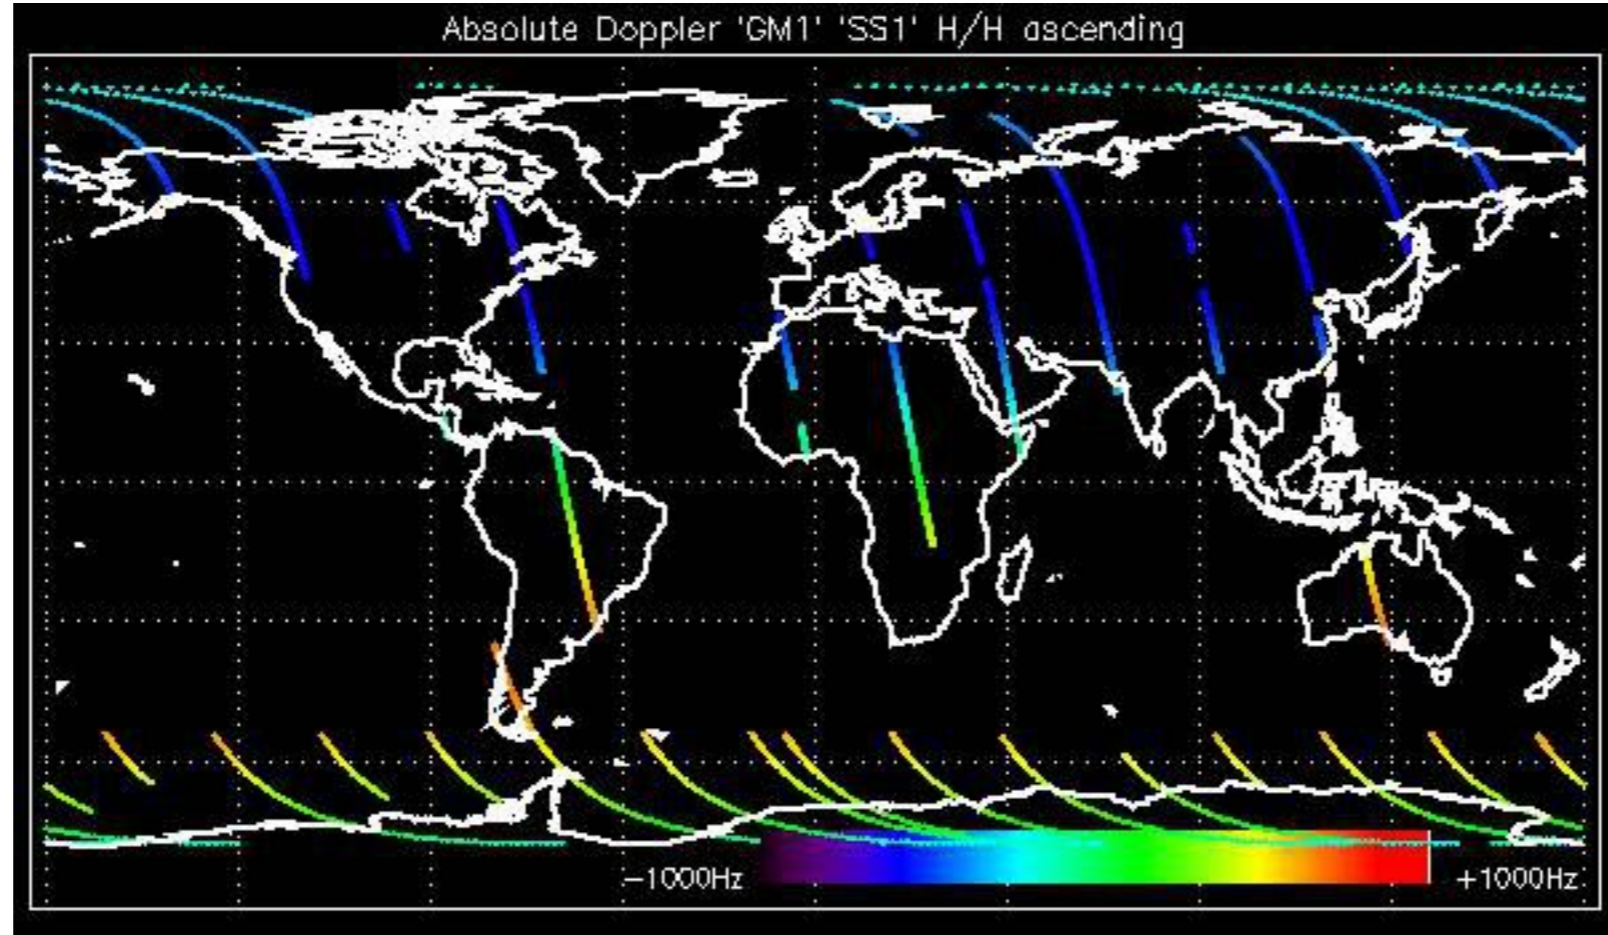 Absolute Doppler 'GM1' 'SS1' H/H ascending
−1000Hz
+1000Hz